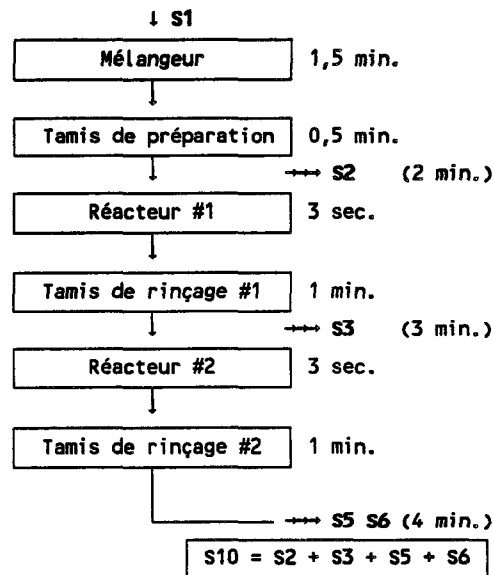 ↓ S1
Mélangeur 1,5 min.
Tamis de préparation 0,5 min.
S2 (2 min.)
Réacteur #1 3 sec.
Tamis de rinçage #1 1 min.
S3 (3 min.)
Réacteur #2 3 sec.
Tamis de rinçage #2 1 min.
S5 S6 (4 min.)
S10 = S2 + S3 + S5 + S6